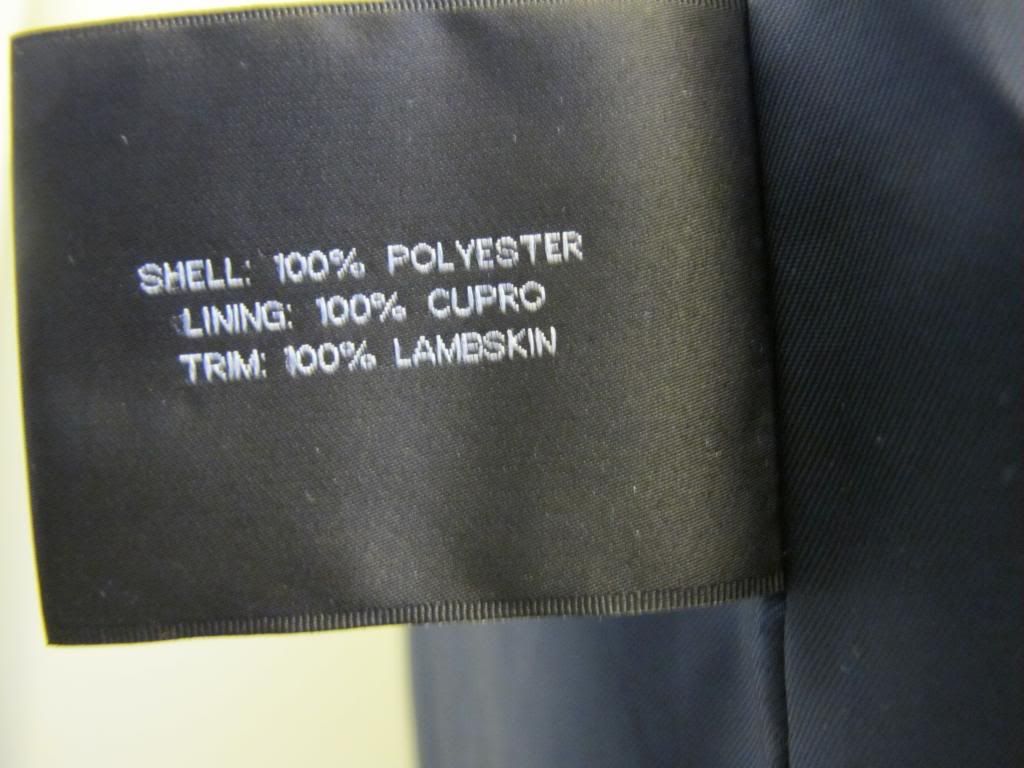 SHELL: 100% POLYESTER
LINING: 100% CUPRO
TRIM: 100% LAMBSKIN